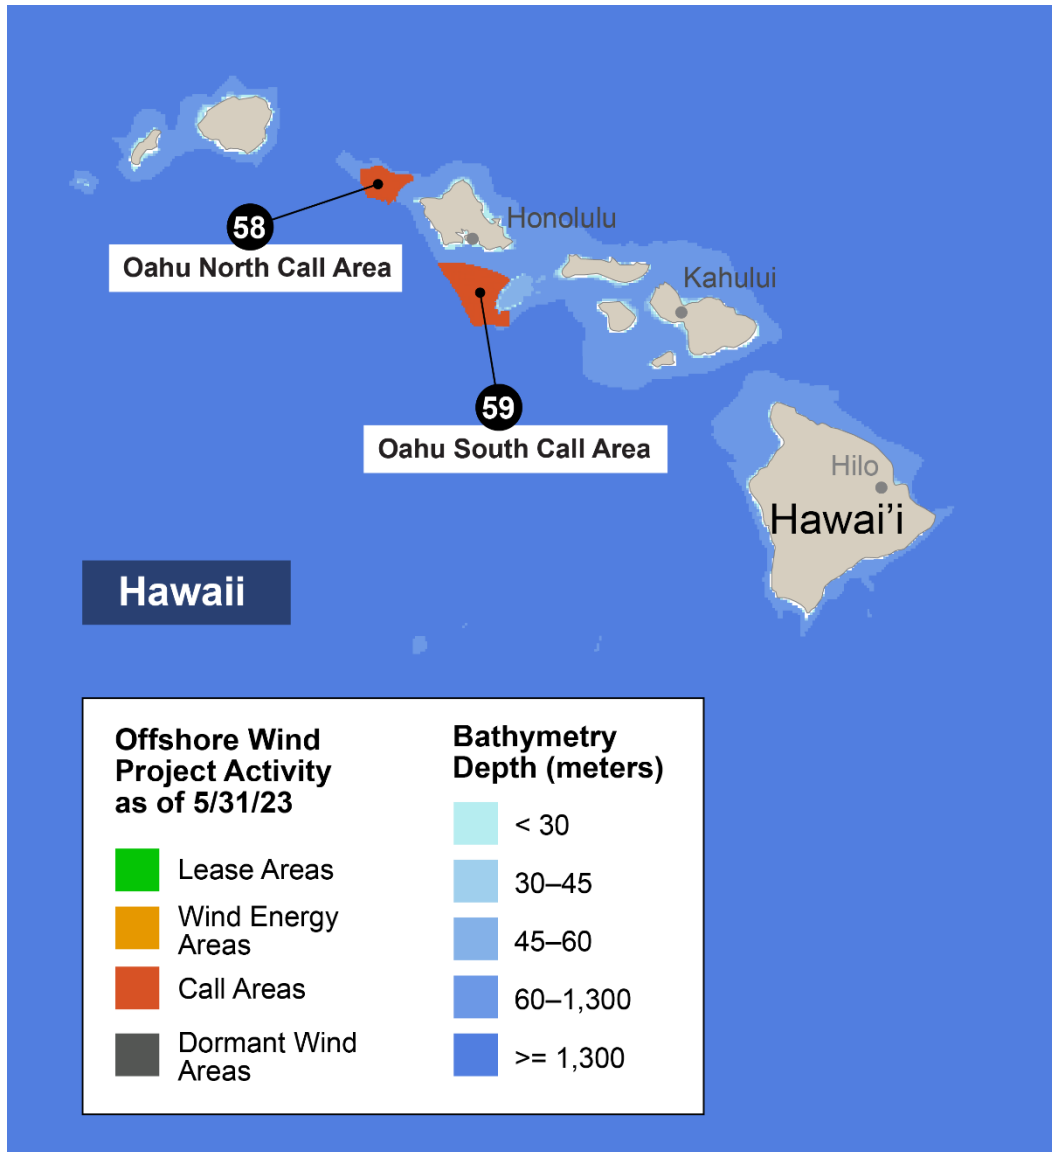 Honolulu
58
Oahu North Call Area
Kahului
59
Oahu South Call Area
Hilo
Hawai’i
Hawaii
Offshore Wind
Project Activity
as of 5/31/23
Lease Areas
Wind Energy
Areas
Call Areas
Dormant Wind
Areas
Bathymetry
Depth (meters)
< 30
30–45
45–60
60–1,300
>= 1,300